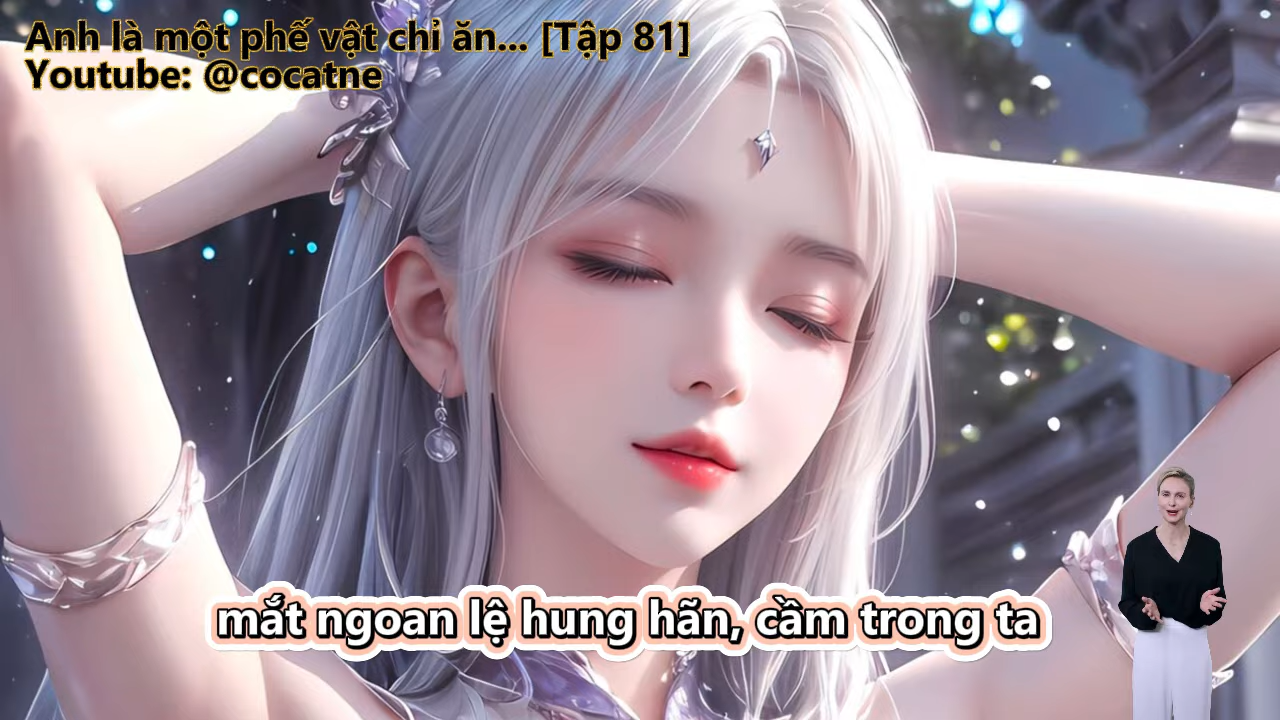 Anh là một phế vật chỉ ăn... [Tập 81]
Youtube: @cocatne
mắt ngoan lệ hung hãn, cầm trong ta